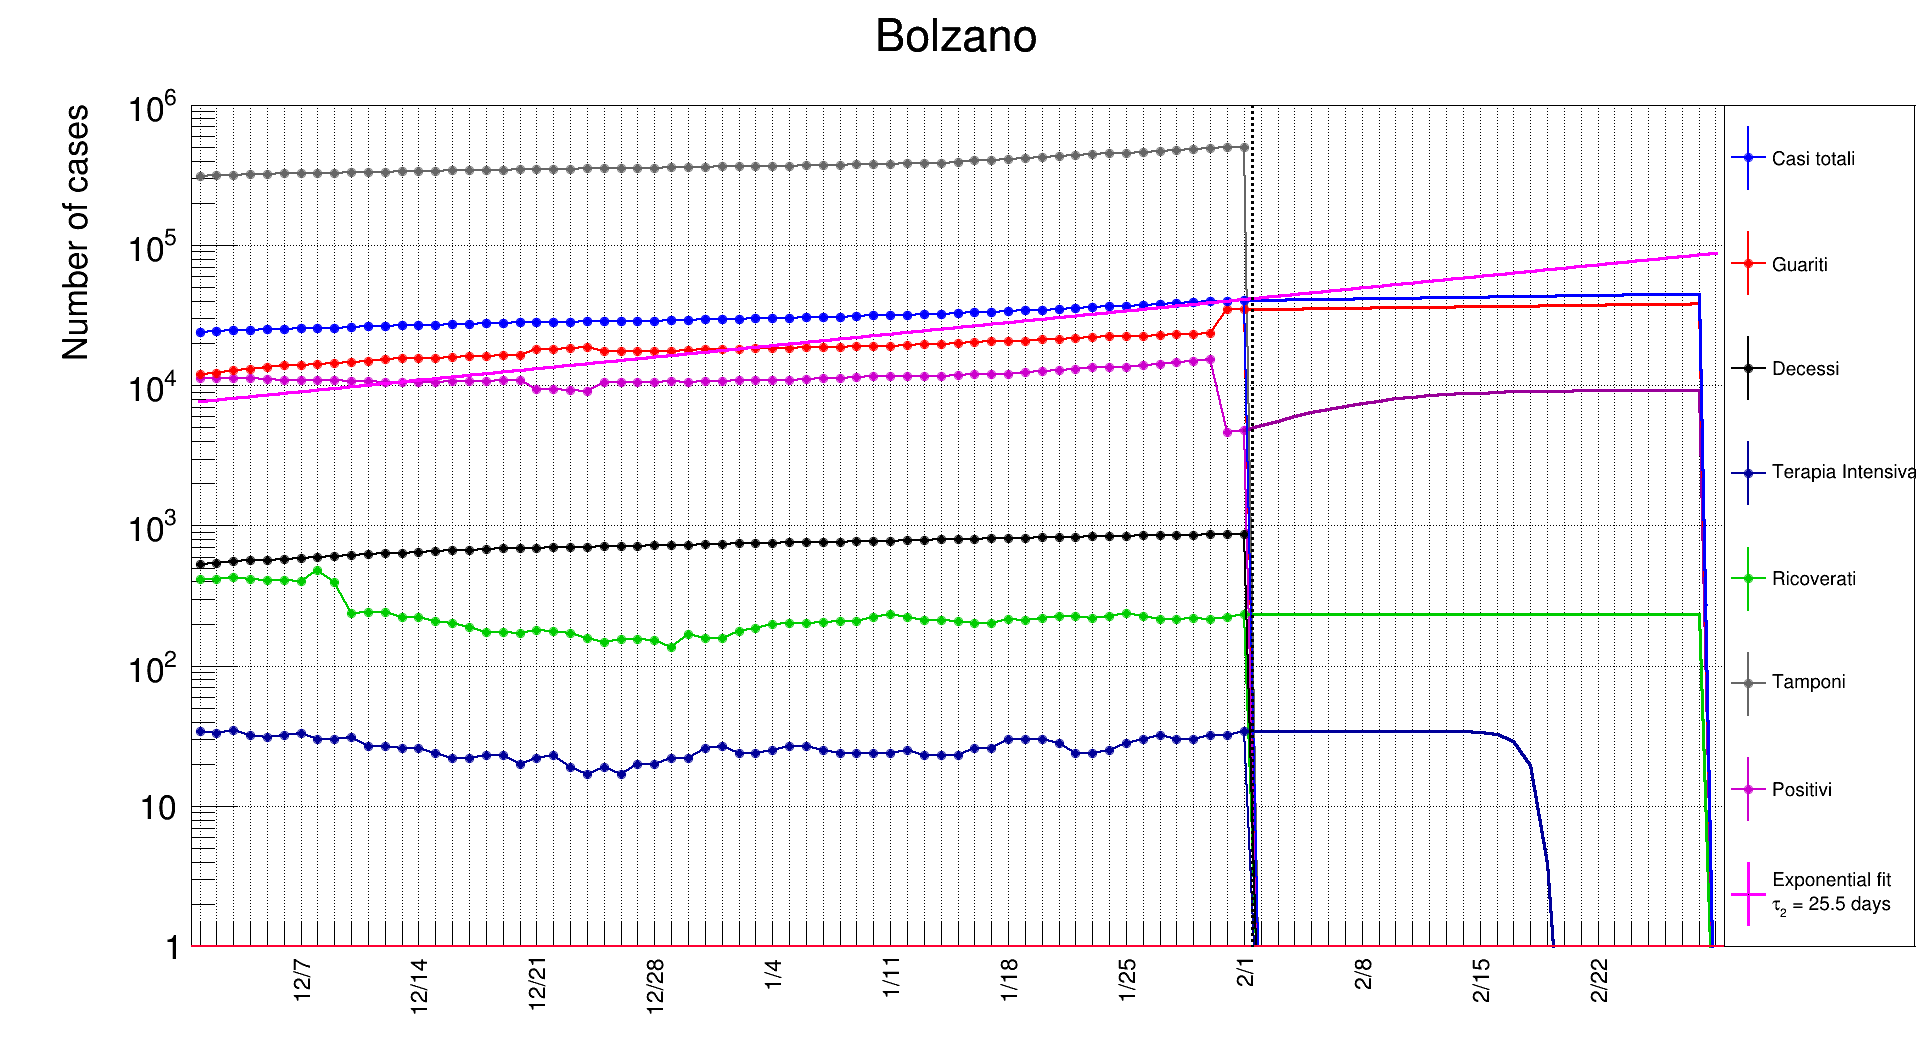 Bolzano
Number of cases
10^6
10^5
10^4
10^3
10^2
10
1
12/7
12/14
12/21
12/28
1/4
1/11
1/18
1/25
2/1
2/8
2/15
2/22
Casi totali
Guariti
Decessi
Terapia Intensiva
Ricoverati
Tamponi
Positivi
Exponential fit
τ₂ = 25.5 days